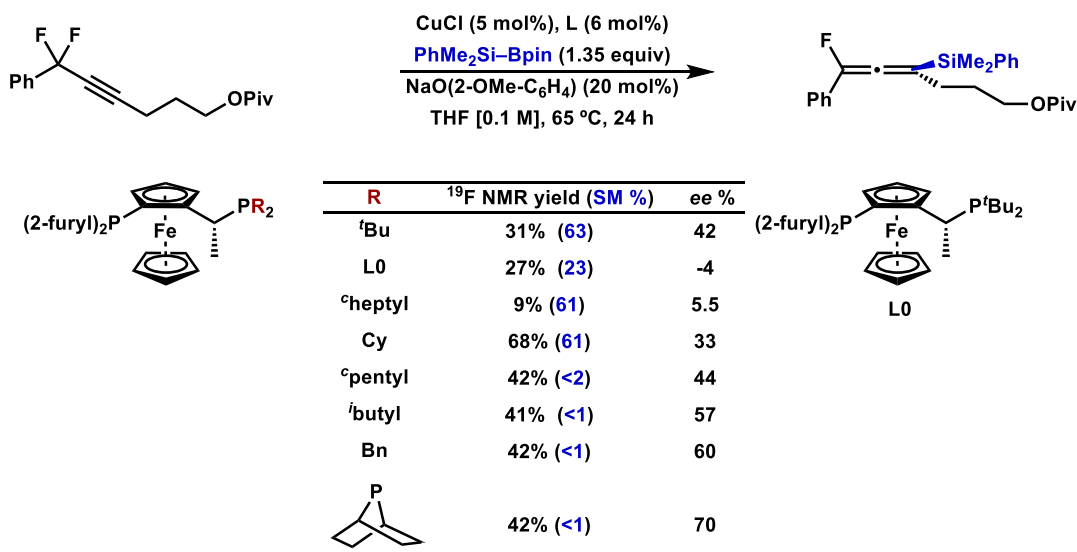 F F
Ph
OPiv
CuCl (5 mol%), L (6 mol%)
PhMe₂Si–Bpin (1.35 equiv)
NaO(2-OMe-C₆H₄) (20 mol%)
THF [0.1 M], 65 ºC, 24 h
F
SiMe₂Ph
Ph
OPiv
(2-furyl)₂P
PR₂
Fe
Me
R ¹⁹F NMR yield (SM %) ee %
ᵗBu 31% (63) 42
L0 27% (23) -4
ᶜheptyl 9% (61) 5.5
Cy 68% (61) 33
ᶜpentyl 42% (<2) 44
ⁱbutyl 41% (<1) 57
Bn 42% (<1) 60
P
42% (<1) 70
(2-furyl)₂P
PᵗBu₂
Fe
Me
L0